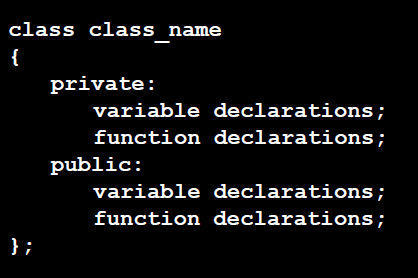 class class_name
{
private:
variable declarations;
function declarations;
public:
variable declarations;
function declarations;
};